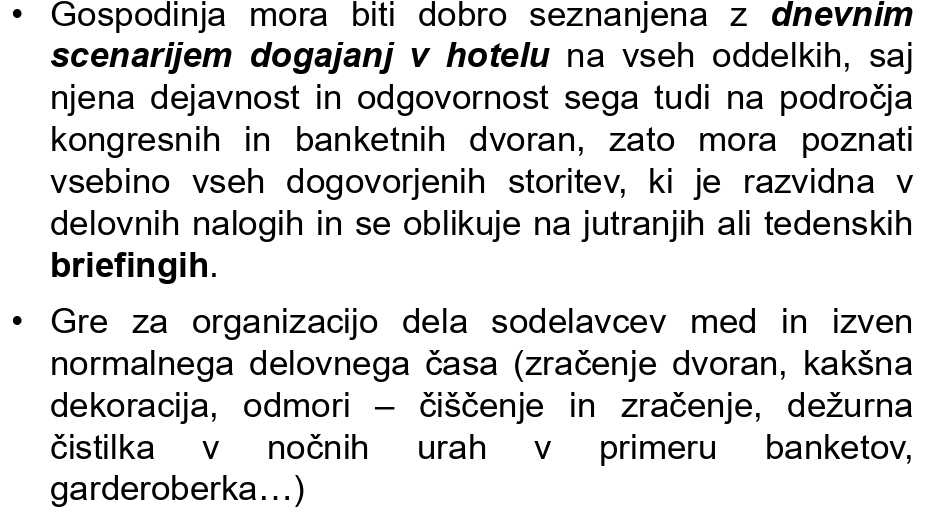 • Gospodinja mora biti dobro seznanjena z dnevnim
scenarijem dogajanj v hotelu na vseh oddelkih, saj
njena dejavnost in odgovornost sega tudi na področja
kongresnih in banketnih dvoran, zato mora poznati
vsebino vseh dogovorjenih storitev, ki je razvidna v
delovnih nalogih in se oblikuje na jutranjih ali tedenskih
briefingih.
• Gre za organizacijo dela sodelavcev med in izven
normalnega delovnega časa (zračenje dvoran, kakšna
dekoracija, odmori – čiščenje in zračenje, dežurna
čistilka v nočnih urah v primeru banketov,
garderoberka…)